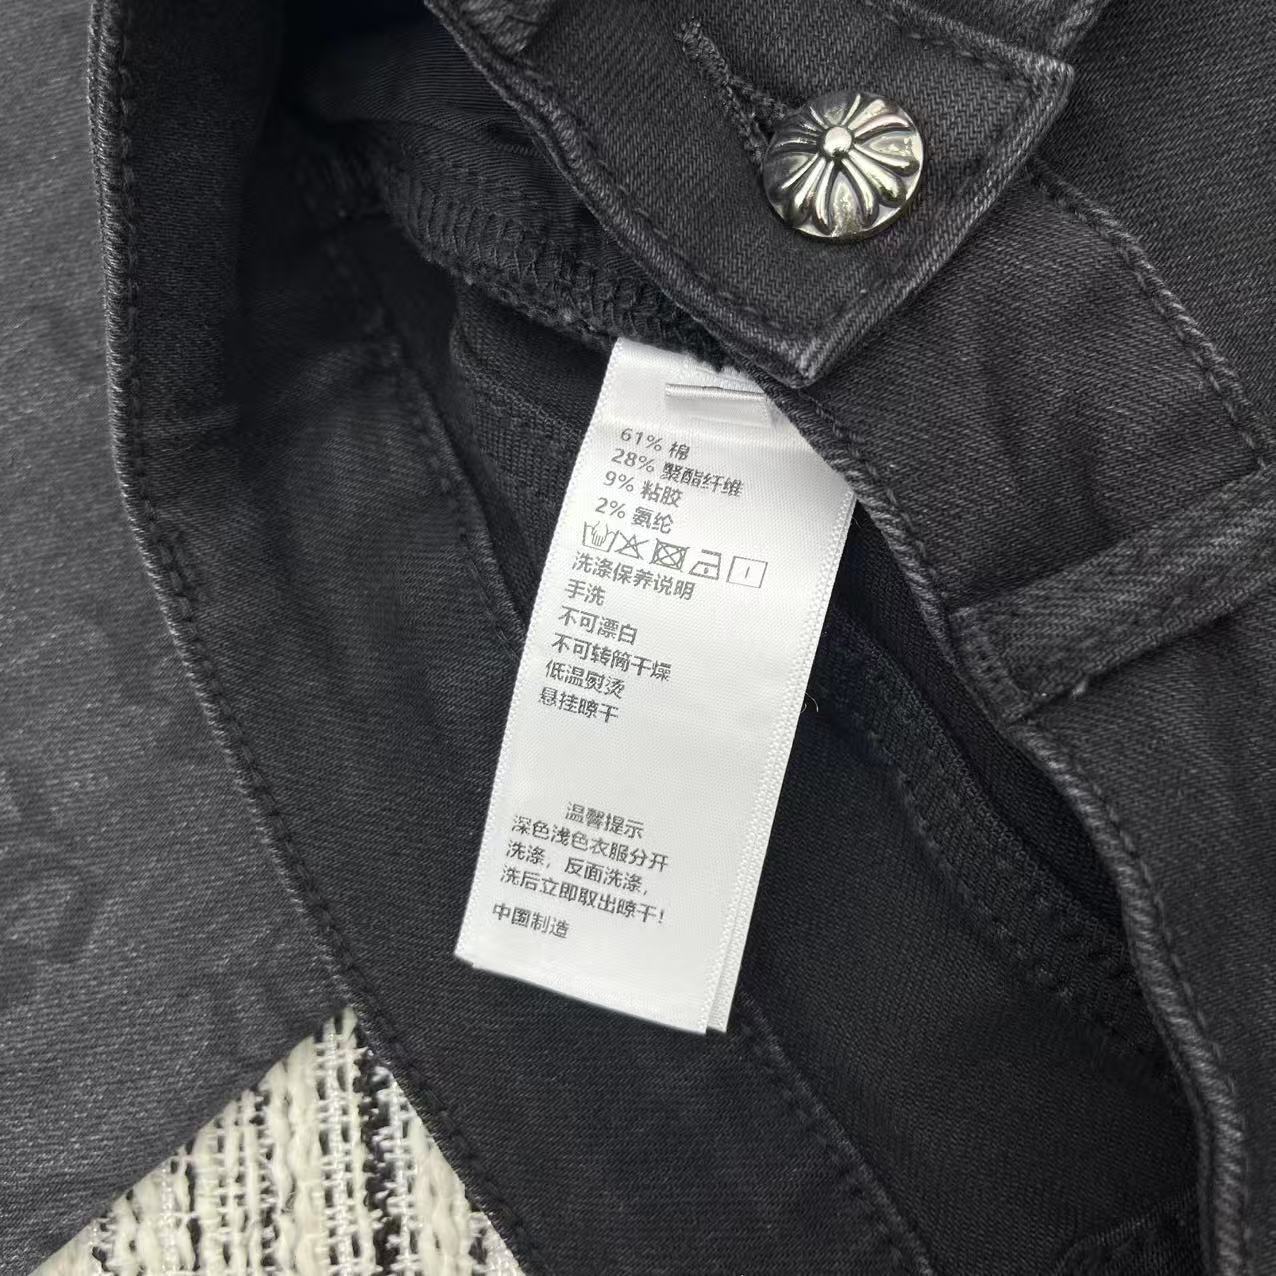 61% 棉
28% 聚酯纤维
9% 粘胶
2% 氨纶
洗涤保养说明
手洗
不可漂白
不可转筒干燥
低温熨烫
悬挂晾干
温馨提示
深色浅色衣服分开
洗涤，反面洗涤，
洗后立即取出晾干！
中国制造